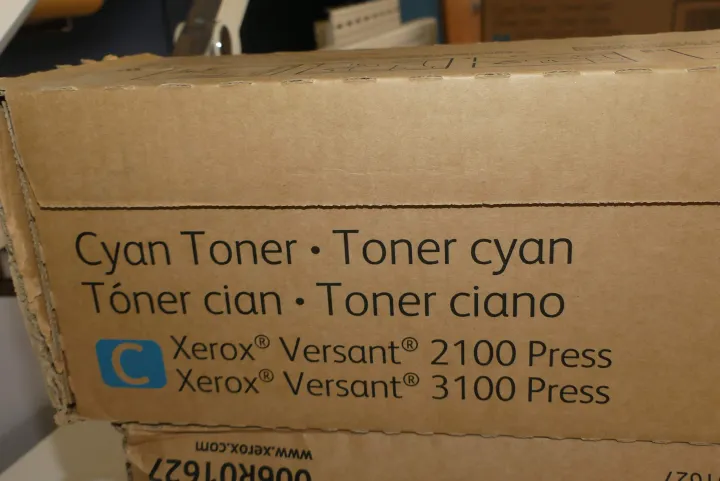 Cyan Toner • Toner cyan
Tóner cian • Toner ciano
C Xerox® Versant® 2100 Press
Xerox® Versant® 3100 Press
www.xerox.com
006R01627